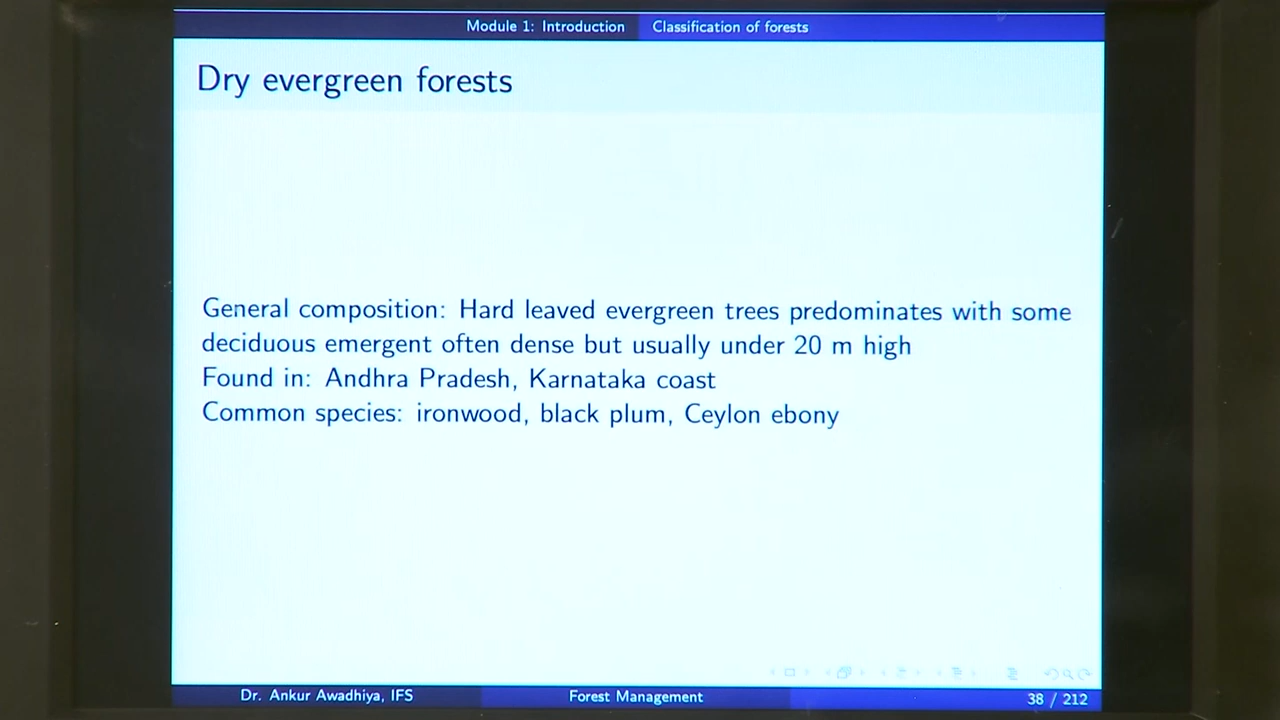 Module 1: Introduction
Classification of forests
Dry evergreen forests
General composition: Hard leaved evergreen trees predominates with some
deciduous emergent often dense but usually under 20 m high
Found in: Andhra Pradesh, Karnataka coast
Common species: ironwood, black plum, Ceylon ebony
Dr. Ankur Awadhiya, IFS
Forest Management
38 / 212